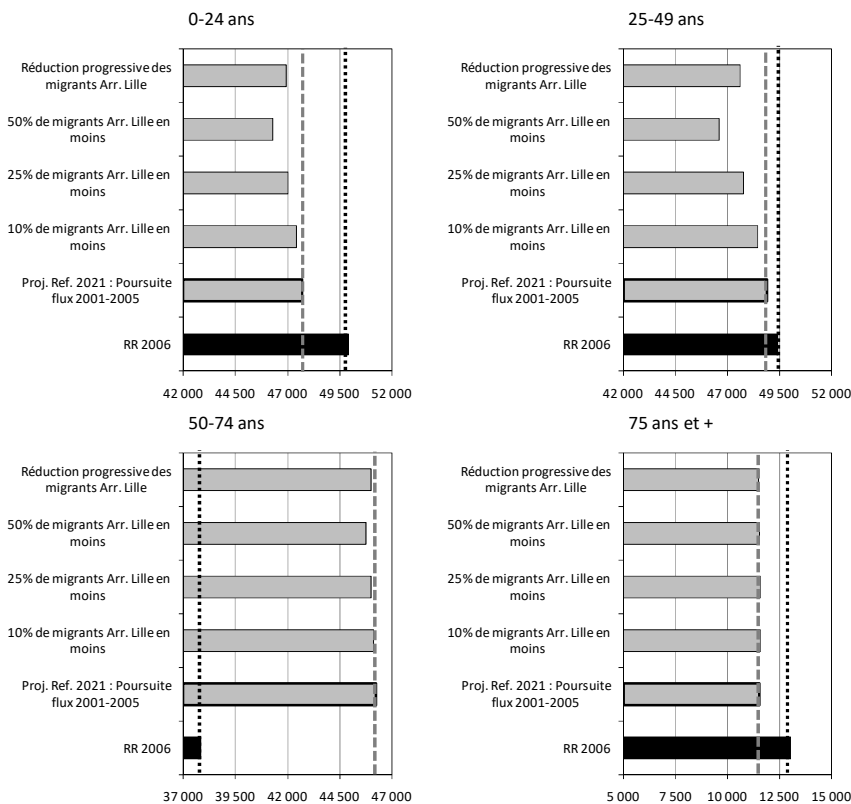 0-24 ans
Réduction progressive des
migrants Arr. Lille
50% de migrants Arr. Lille en
moins
25% de migrants Arr. Lille en
moins
10% de migrants Arr. Lille en
moins
Proj. Ref. 2021 : Poursuite
flux 2001-2005
RR 2006
42 000 44 500 47 000 49 500 52 000
25-49 ans
Réduction progressive des
migrants Arr. Lille
50% de migrants Arr. Lille en
moins
25% de migrants Arr. Lille en
moins
10% de migrants Arr. Lille en
moins
Proj. Ref. 2021 : Poursuite
flux 2001-2005
RR 2006
42 000 44 500 47 000 49 500 52 000
50-74 ans
Réduction progressive des
migrants Arr. Lille
50% de migrants Arr. Lille en
moins
25% de migrants Arr. Lille en
moins
10% de migrants Arr. Lille en
moins
Proj. Ref. 2021 : Poursuite
flux 2001-2005
RR 2006
37 000 39 500 42 000 44 500 47 000
75 ans et +
Réduction progressive des
migrants Arr. Lille
50% de migrants Arr. Lille en
moins
25% de migrants Arr. Lille en
moins
10% de migrants Arr. Lille en
moins
Proj. Ref. 2021 : Poursuite
flux 2001-2005
RR 2006
5 000 7 500 10 000 12 500 15 000